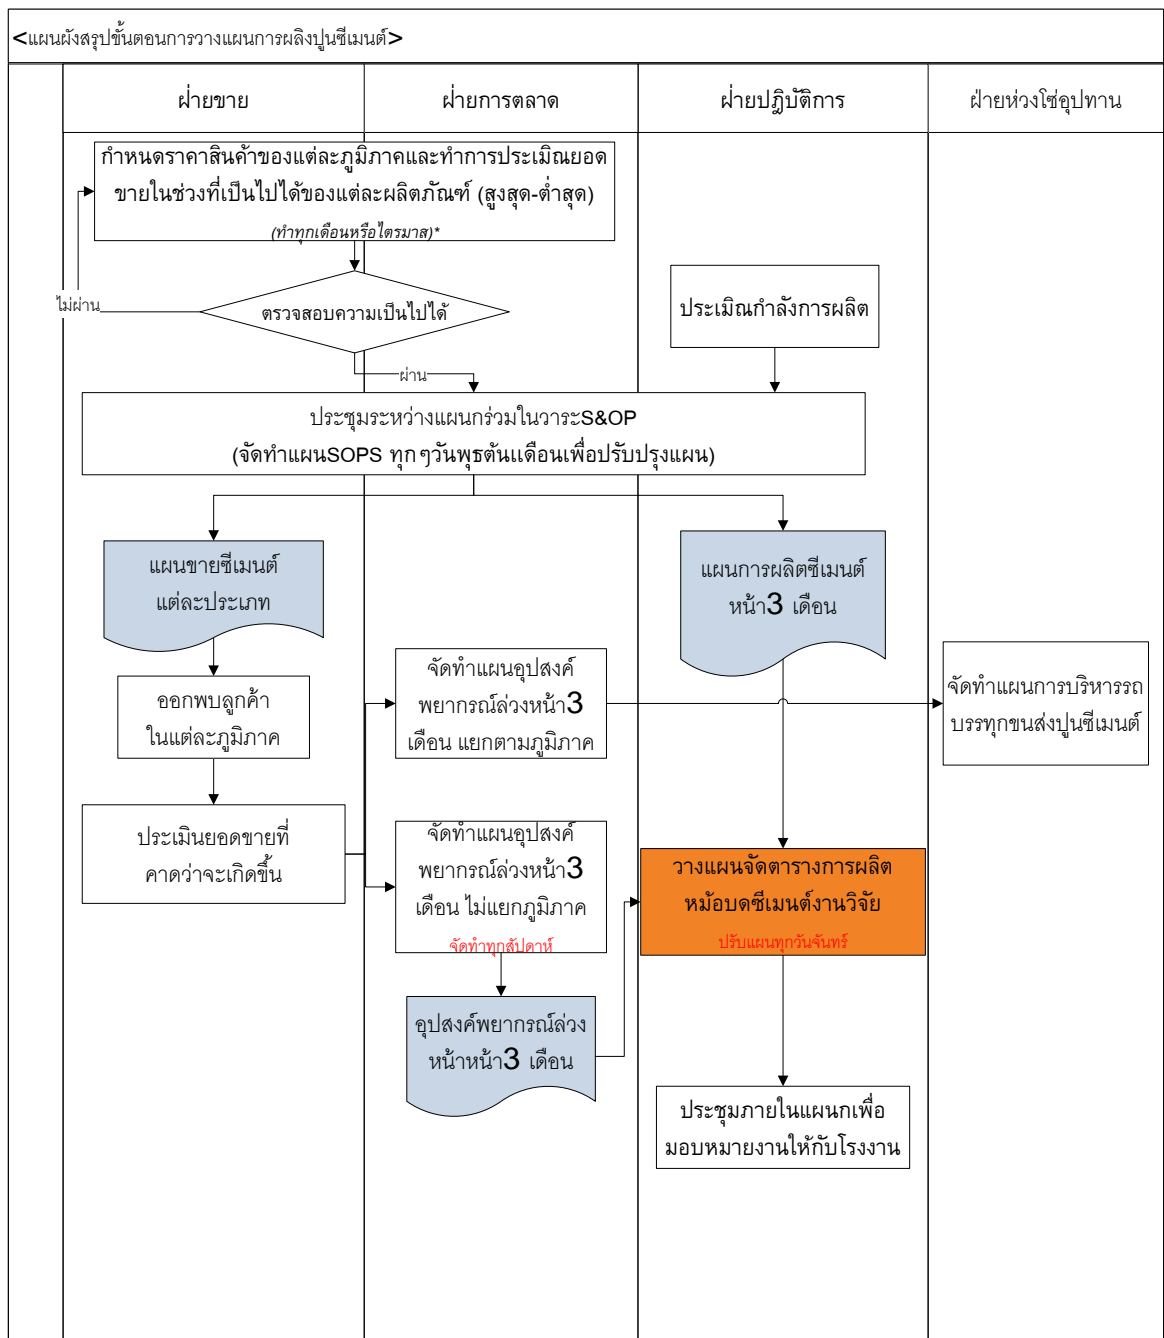 <แผนผังสรุปขั้นตอนการวางแผนการผลิงปูนซีเมนต์>
ฝ่ายขาย
ฝ่ายการตลาด
ฝ่ายปฎิบัติการ
ฝ่ายห่วงโซ่อุปทาน
กำหนดราคาสินค้าของแต่ละภูมิภาคและทำการประเมิณยอด
ขายในช่วงที่เป็นไปได้ของแต่ละผลิตภัณฑ์ (สูงสุด-ต่ำสุด)
(ทำทุกเดือนหรือไตรมาส)*
ไม่ผ่าน
ตรวจสอบความเป็นไปได้
ประเมิณกำลังการผลิต
ผ่าน
ประชุมระหว่างแผนกร่วมในวาระS&OP
(จัดทำแผนSOPS ทุกๆวันพุธต้นเเดือนเพื่อปรับปรุงแผน)
แผนขายซีเมนต์
แต่ละประเภท
แผนการผลิตซีเมนต์
หน้า3 เดือน
ออกพบลูกค้า
ในแต่ละภูมิภาค
จัดทำแผนอุปสงค์
พยากรณ์ล่วงหน้า3
เดือน แยกตามภูมิภาค
จัดทำแผนการบริหารรถ
บรรทุกขนส่งปูนซีเมนต์
ประเมินยอดขายที่
คาดว่าจะเกิดขึ้น
จัดทำแผนอุปสงค์
พยากรณ์ล่วงหน้า3
เดือน ไม่แยกภูมิภาค
จัดทำทุกสัปดาห์
วางแผนจัดตารางการผลิต
หม้อบดซีเมนต์งานวิจัย
ปรับแผนทุกวันจันทร์
อุปสงค์พยากรณ์ล่วง
หน้าหน้า3 เดือน
ประชุมภายในแผนกเพื่อ
มอบหมายงานให้กับโรงงาน